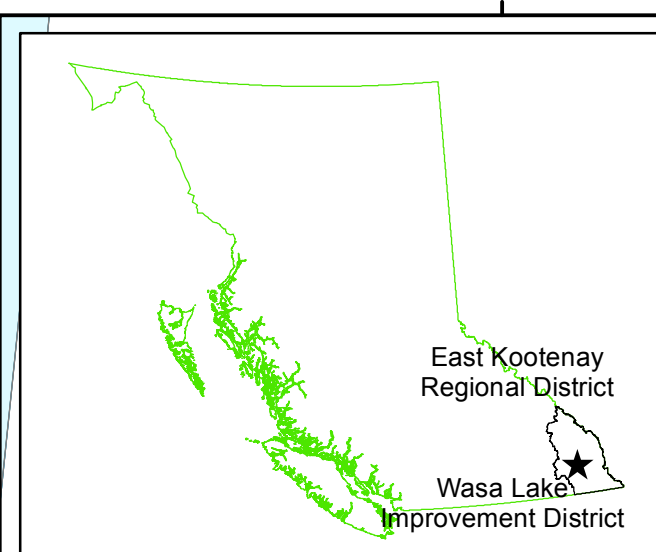 East Kootenay
Regional District
Wasa Lake
Improvement District